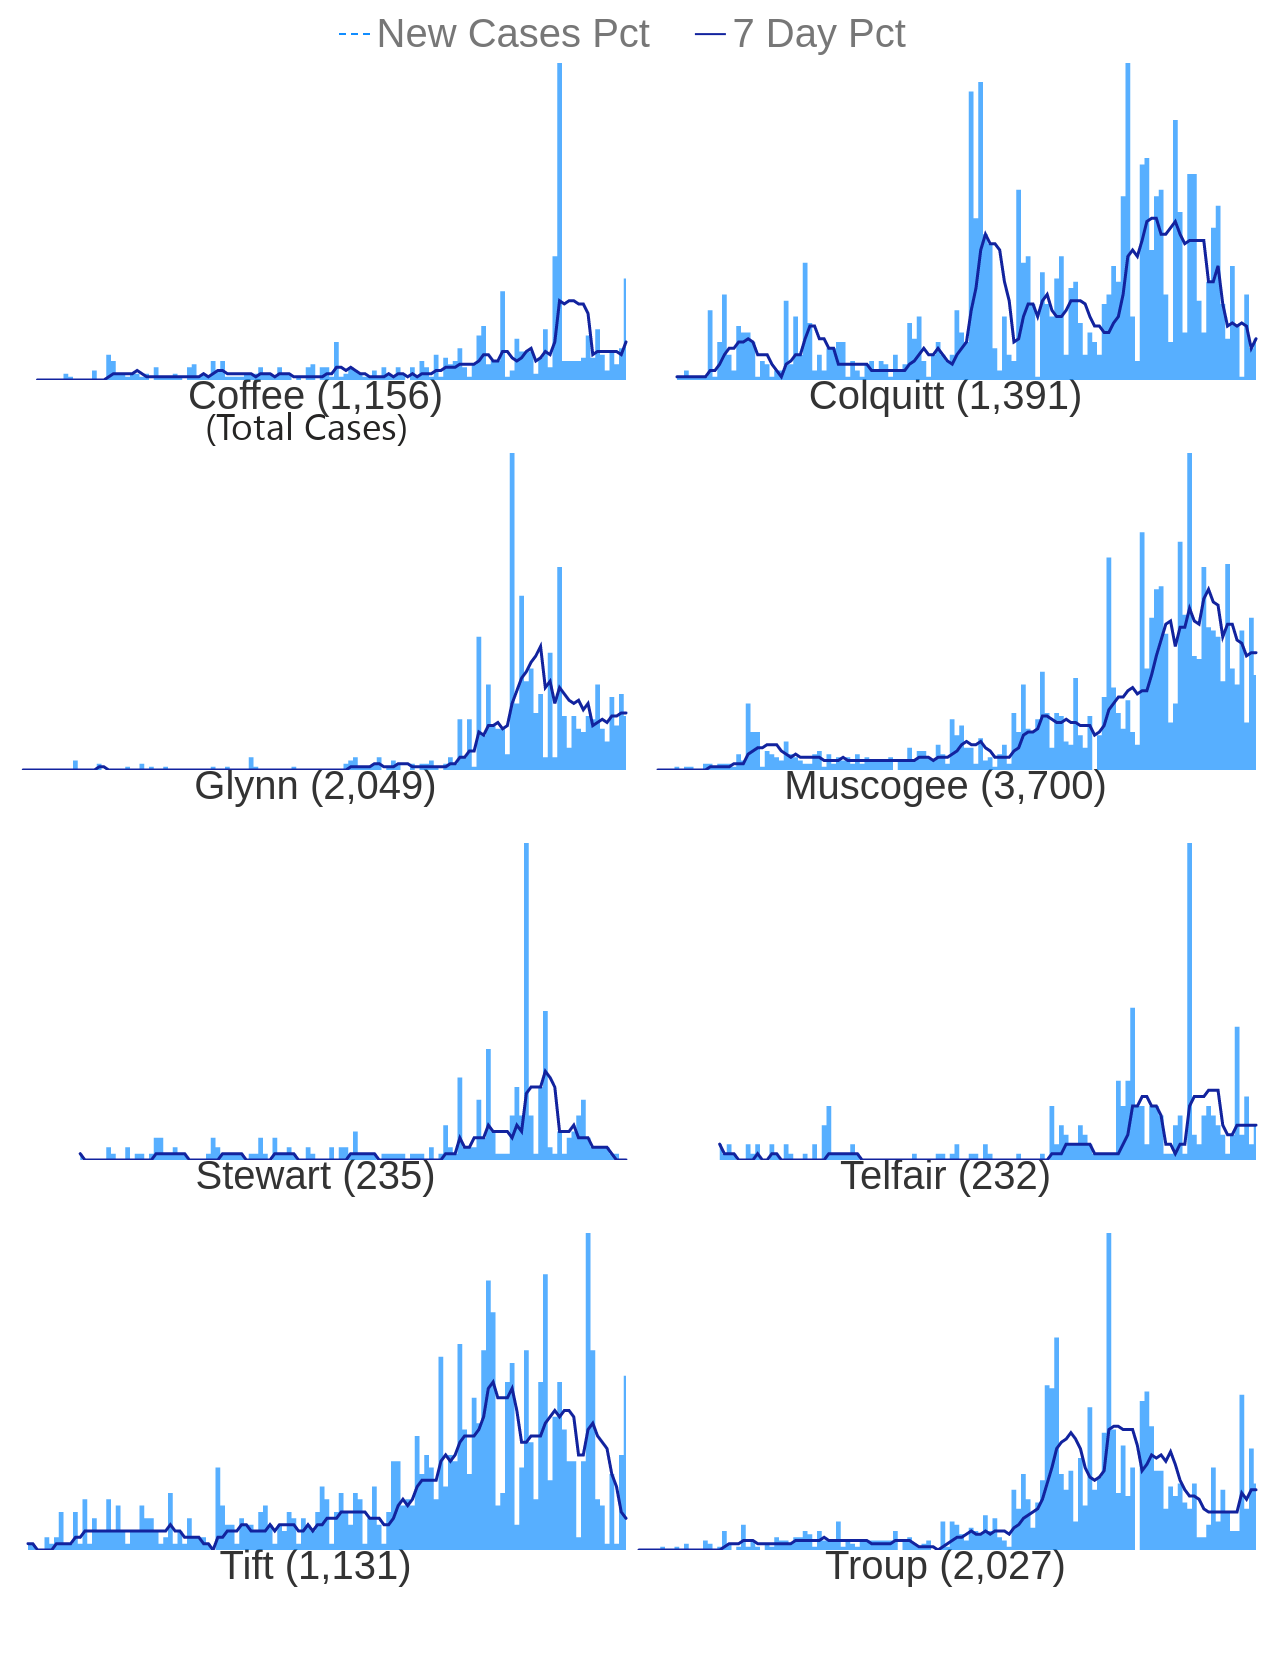 New Cases Pct 7 Day Pct
Coffee (1,156) Colquitt (1,391)
(Total Cases)
Glynn (2,049) Muscogee (3,700)
Stewart (235) Telfair (232)
Tift (1,131) Troup (2,027)